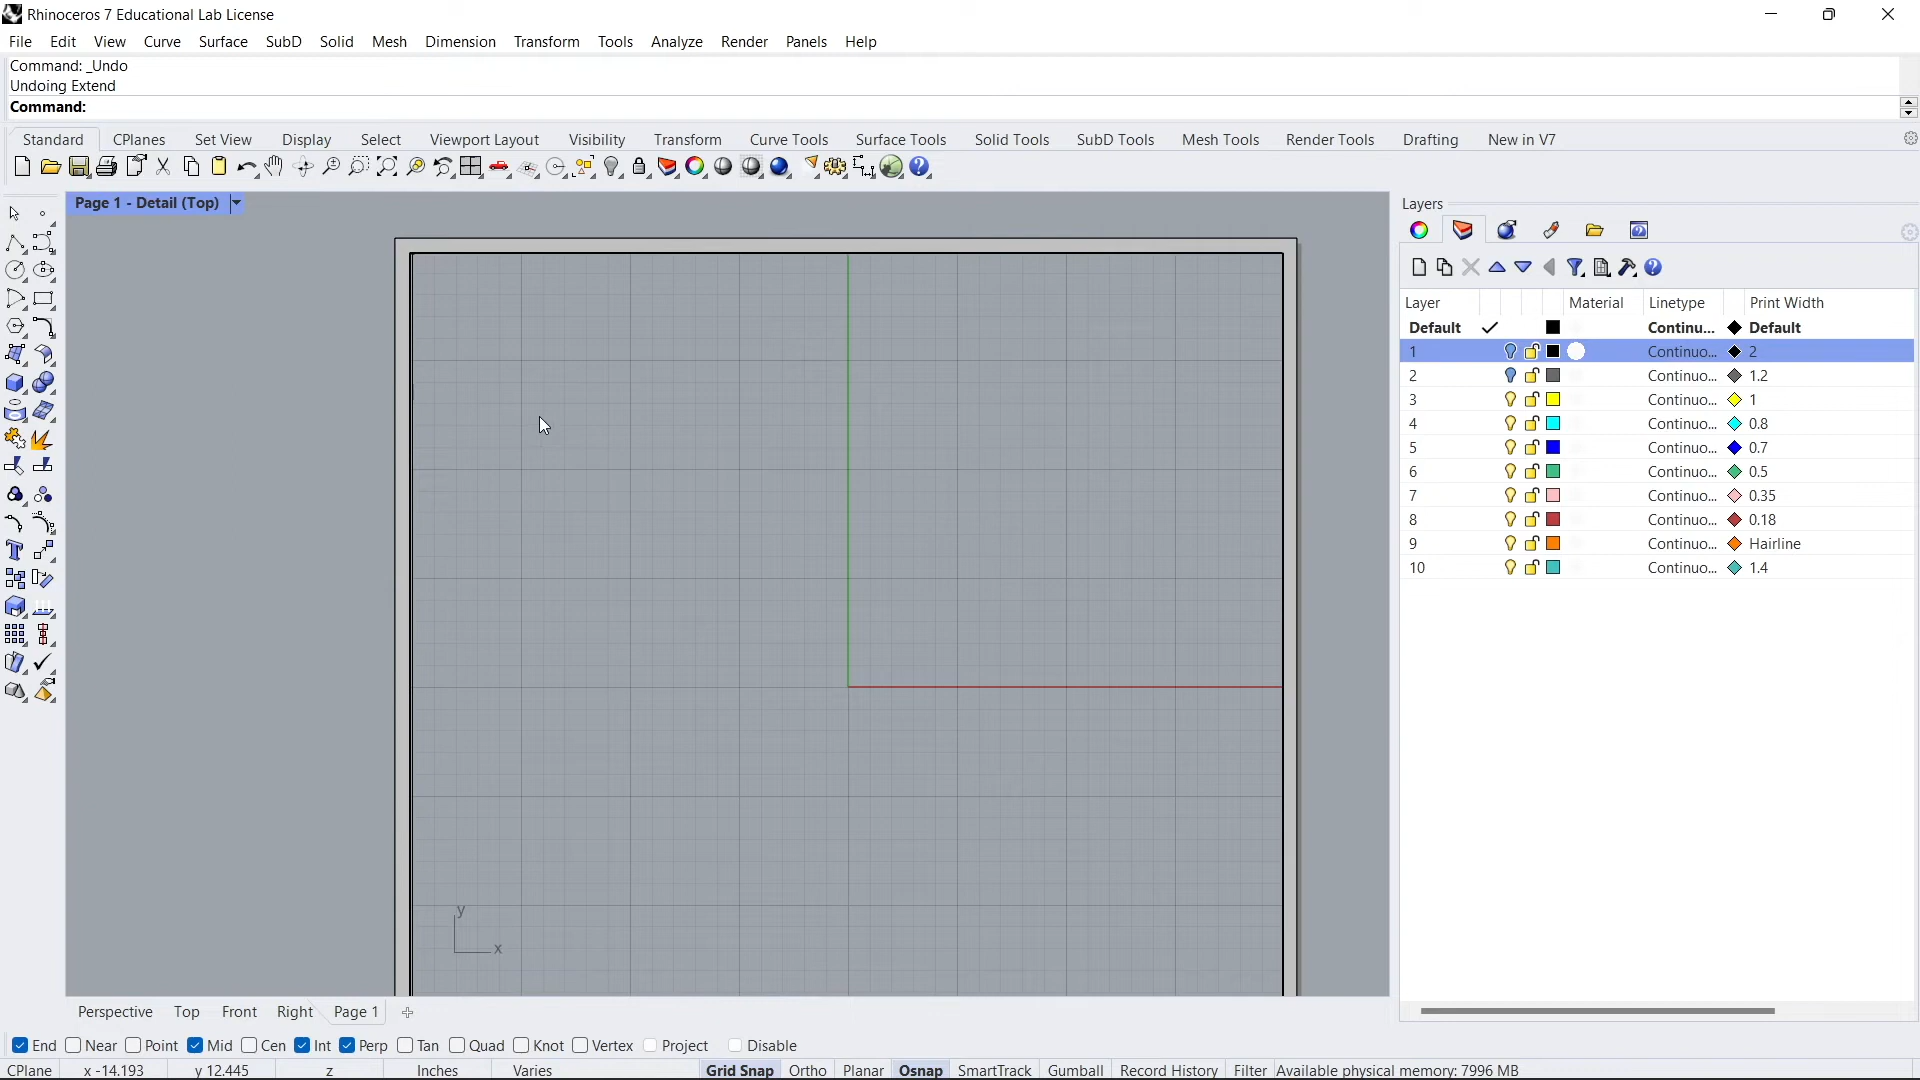 Rhinoceros 7 Educational Lab License
File Edit View Curve Surface SubD Solid Mesh Dimension Transform Tools Analyze Render Panels Help
Command: _Undo
Undoing Extend
Command:
Standard CPlanes Set View Display Select Viewport Layout Visibility Transform Curve Tools Surface Tools Solid Tools SubD Tools Mesh Tools Render Tools Drafting New in V7
Page 1 - Detail (Top)
Layers
Layer Material Linetype Print Width
Default Continu... Default
1 Continuo... 2
2 Continuo... 1.2
3 Continuo... 1
4 Continuo... 0.8
5 Continuo... 0.7
6 Continuo... 0.5
7 Continuo... 0.35
8 Continuo... 0.18
9 Continuo... Hairline
10 Continuo... 1.4
y
x
Perspective Top Front Right Page 1
End Near Point Mid Cen Int Perp Tan Quad Knot Vertex Project Disable
CPlane x -14.193 y 12.445 z Inches Varies Grid Snap Ortho Planar Osnap SmartTrack Gumball Record History Filter Available physical memory: 7996 MB